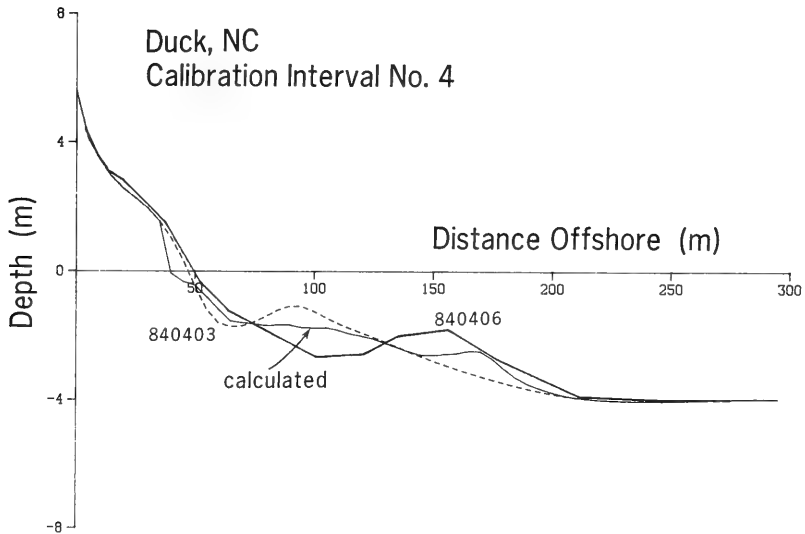 Duck, NC
Calibration Interval No. 4
8
4
0
-4
-8
Depth (m)
Distance Offshore (m)
50
100
150
200
250
300
840403
840406
calculated